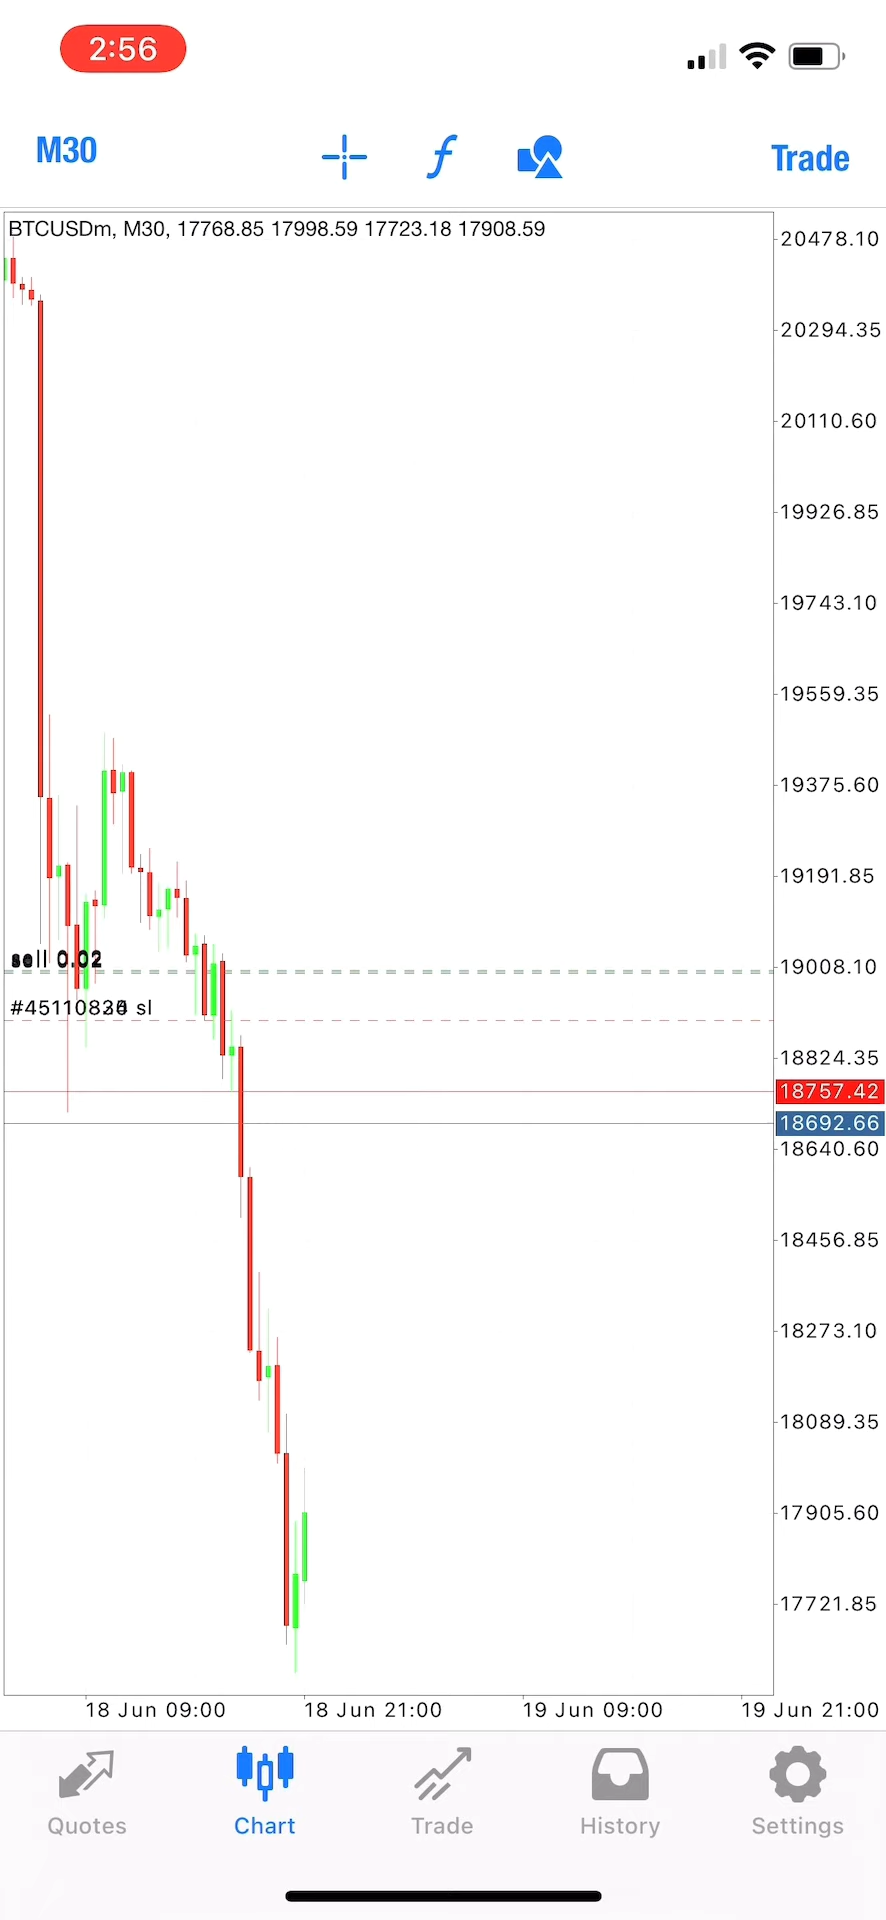 2:56
M30
Trade
BTCUSDm, M30, 17768.85 17998.59 17723.18 17908.59
20478.10
20294.35
20110.60
19926.85
19743.10
19559.35
19375.60
19191.85
sell 0.02
19008.10
sl
18824.35
18757.42
18692.66
18640.60
18456.85
18273.10
18089.35
17905.60
17721.85
18 Jun 09:00 18 Jun 21:00 19 Jun 09:00 19 Jun 21:00
Quotes Chart Trade History Settings